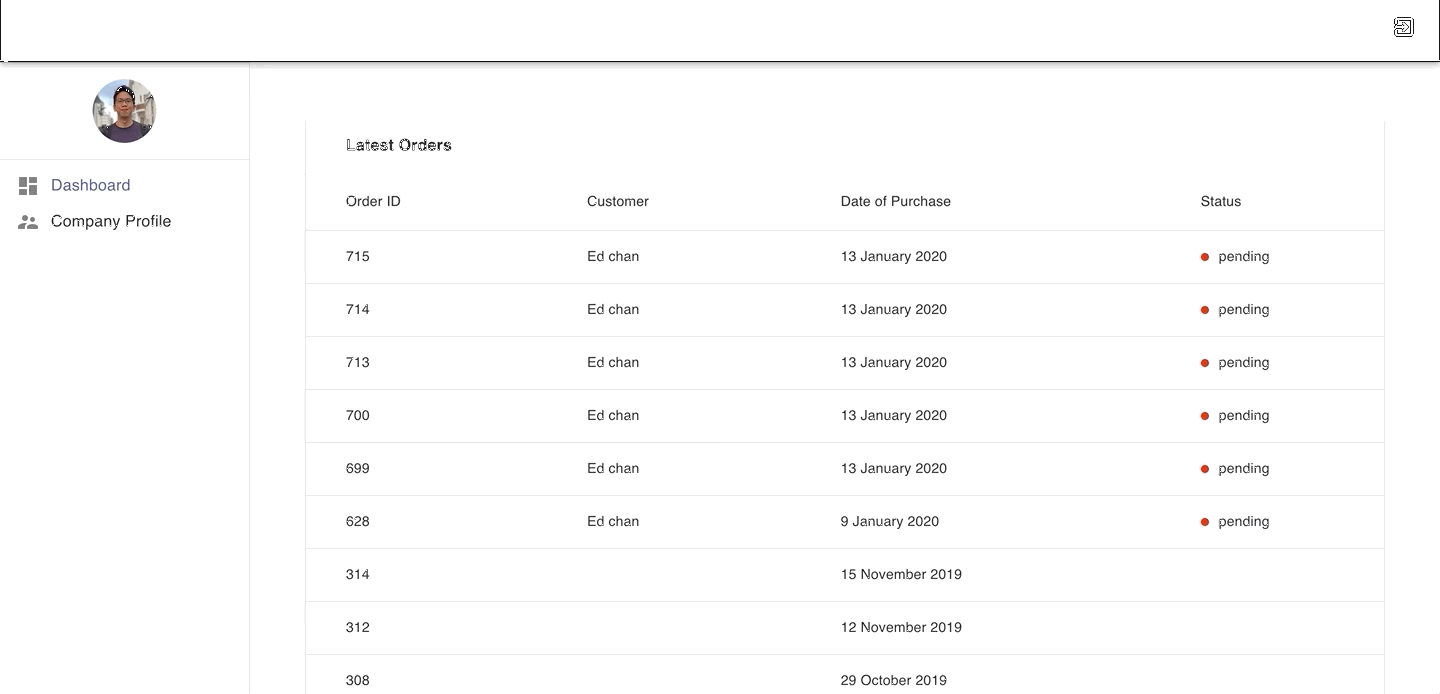 Dashboard
Company Profile
Latest Orders
Order ID Customer Date of Purchase Status
715 Ed chan 13 January 2020 pending
714 Ed chan 13 January 2020 pending
713 Ed chan 13 January 2020 pending
700 Ed chan 13 January 2020 pending
699 Ed chan 13 January 2020 pending
628 Ed chan 9 January 2020 pending
314 15 November 2019
312 12 November 2019
308 29 October 2019